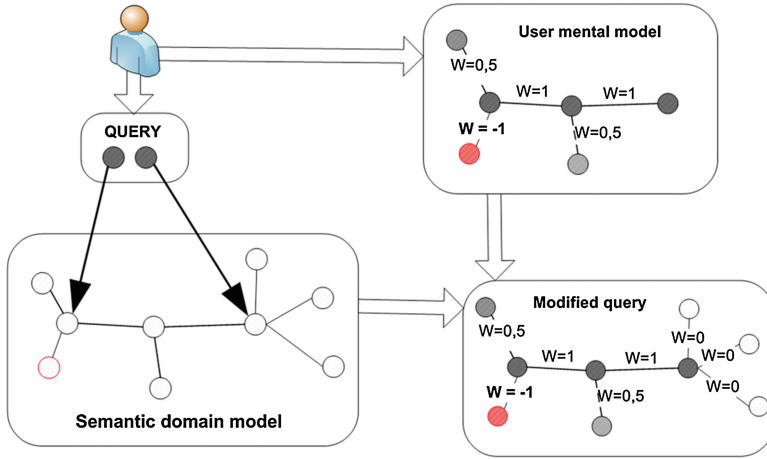 User mental model
W=0,5
W=1
W=1
W = -1
W=0,5
QUERY
Semantic domain model
Modified query
W=0,5
W=0
W=1
W=1
W=0
W = -1
W=0,5
W=0